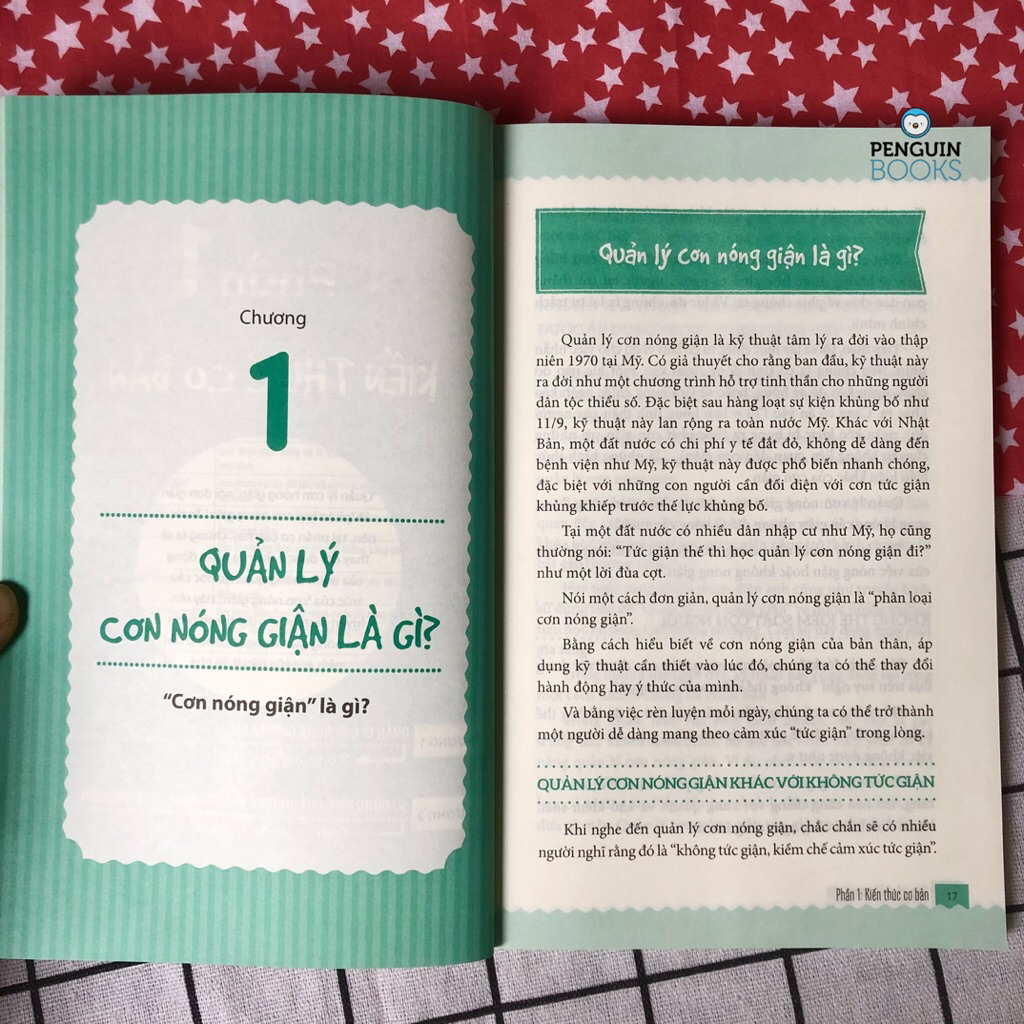 Chương
1
QUẢN LÝ
CƠN NÓNG GIẬN LÀ GÌ?
“Cơn nóng giận” là gì?
PENGUIN
BOOKS
Quản lý cơn nóng giận là gì?
Quản lý cơn nóng giận là kỹ thuật tâm lý ra đời vào thập
niên 1970 tại Mỹ. Có giả thuyết cho rằng ban đầu, kỹ thuật này
ra đời như một chương trình hỗ trợ tinh thần cho những người
dân tộc thiểu số. Đặc biệt sau hàng loạt sự kiện khủng bố như
11/9, kỹ thuật này lan rộng ra toàn nước Mỹ. Khác với Nhật
Bản, một đất nước có chi phí y tế đắt đỏ, không dễ dàng đến
bệnh viện như Mỹ, kỹ thuật này được phổ biến nhanh chóng,
đặc biệt với những con người cần đối diện với cơn tức giận
khủng khiếp trước thế lực khủng bố.
Tại một đất nước có nhiều dân nhập cư như Mỹ, họ cũng
thường nói: “Tức giận thế thì học quản lý cơn nóng giận đi?”
như một lời đùa cợt.
Nói một cách đơn giản, quản lý cơn nóng giận là “phân loại
cơn nóng giận”.
Bằng cách hiểu biết về cơn nóng giận của bản thân, áp
dụng kỹ thuật cần thiết vào lúc đó, chúng ta có thể thay đổi
hành động hay ý thức của mình.
Và bằng việc rèn luyện mỗi ngày, chúng ta có thể trở thành
một người dễ dàng mang theo cảm xúc “tức giận” trong lòng.
QUẢN LÝ CƠN NÓNG GIẬN KHÁC VỚI KHÔNG TỨC GIẬN
Khi nghe đến quản lý cơn nóng giận, chắc chắn sẽ có nhiều
người nghĩ rằng đó là “không tức giận, kiềm chế cảm xúc tức giận”.
Phần 1: Kiến thức cơ bản 17